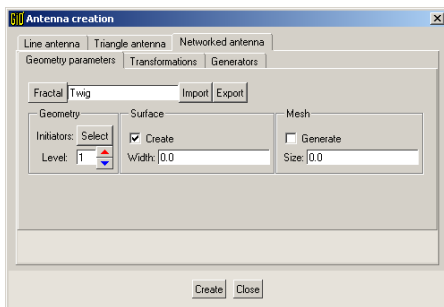 GiD Antenna creation
Line antenna Triangle antenna Networked antenna
Geometry parameters Transformations Generators
Fractal Twig Import Export
Geometry Surface Mesh
Initiators: Select Create Generate
Level: 1 Width: 0.0 Size: 0.0
Create Close